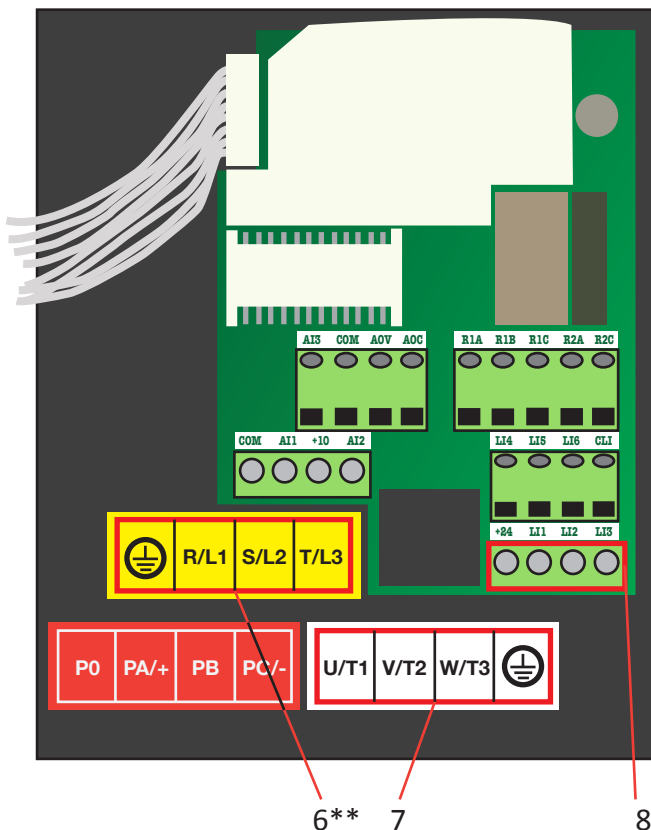 AI3 COM AOV AOC R1A R1B R1C R2A R2C
COM AI1 +10 AI2 LI4 LI5 LI6 CLI
+24 LI1 LI2 LI3
R/L1 S/L2 T/L3
P0 PA/+ PB PC/- U/T1 V/T2 W/T3
6** 7 8